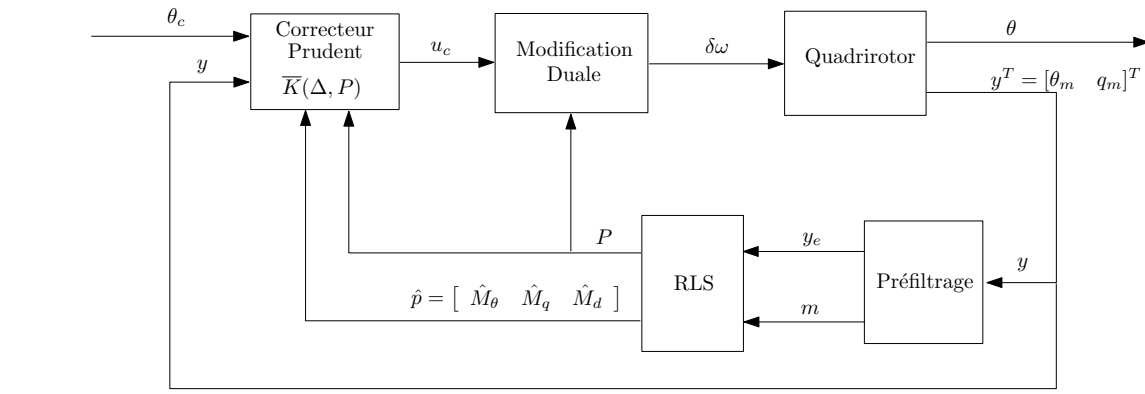 θ_c
y
Correcteur
Prudent
K̅(Δ, P)
u_c
Modification
Duale
δω
Quadrirotor
θ
y^T = [θ_m q_m]^T
P
p̂ = [ M̂_θ M̂_q M̂_d ]
RLS
y_e
m
Préfiltrage
y